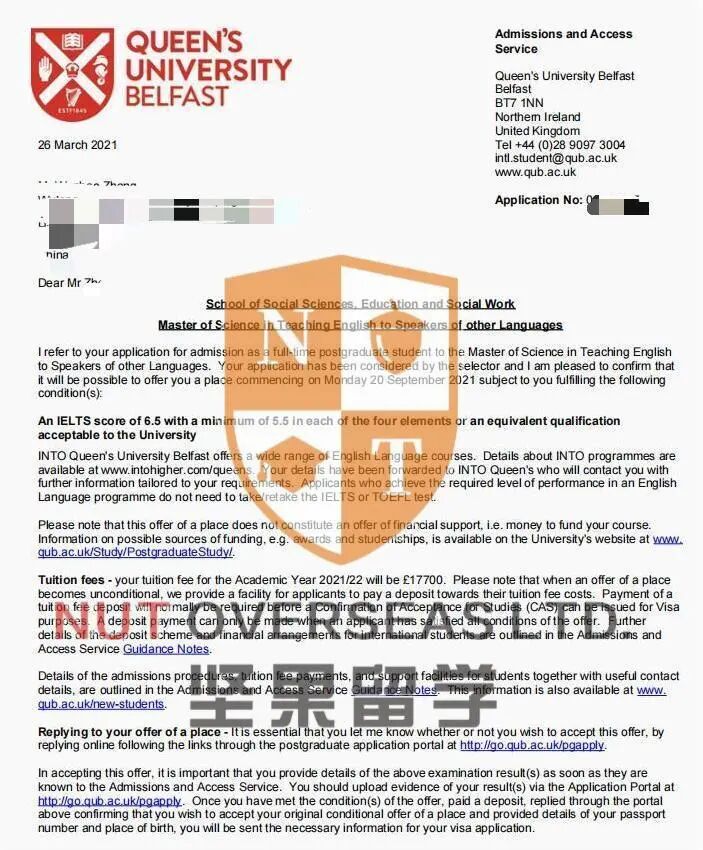 QUEEN'S
UNIVERSITY
BELFAST
ESTD 1845
Admissions and Access
Service
Queen's University Belfast
Belfast
BT7 1NN
Northern Ireland
United Kingdom
Tel +44 (0)28 9097 3004
intl.student@qub.ac.uk
www.qub.ac.uk
26 March 2021
Application No:
Dear Mr
School of Social Sciences, Education and Social Work
Master of Science in Teaching English to Speakers of other Languages
I refer to your application for admission as a full-time postgraduate student to the Master of Science in Teaching English
to Speakers of other Languages. Your application has been considered by the selector and I am pleased to confirm that
it will be possible to offer you a place commencing on Monday 20 September 2021 subject to you fulfilling the following
condition(s):
An IELTS score of 6.5 with a minimum of 5.5 in each of the four elements or an equivalent qualification
acceptable to the University
INTO Queen's University Belfast offers a wide range of English Language courses. Details about INTO programmes are
available at www.intohigher.com/queens. Your details have been forwarded to INTO Queen's who will contact you with
further information tailored to your requirements. Applicants who achieve the required level of performance in an English
Language programme do not need to take/retake the IELTS or TOEFL test.
Please note that this offer of a place does not constitute an offer of financial support, i.e. money to fund your course.
Information on possible sources of funding, e.g. awards and studentships, is available on the University's website at www.
qub.ac.uk/Study/PostgraduateStudy/.
Tuition fees - your tuition fee for the Academic Year 2021/22 will be £17700. Please note that when an offer of a place
becomes unconditional, we provide a facility for applicants to pay a deposit towards their tuition fee costs. Payment of a
tuition fee deposit will normally be required before a Confirmation of Acceptance for Studies (CAS) can be issued for Visa
purposes. A deposit payment can only be made when an applicant has satisfied all conditions of the offer. Further
details of the deposit scheme and financial arrangements for international students are outlined in the Admissions and
Access Service Guidance Notes.
Details of the admissions procedures, tuition fee payments, and support facilities for students together with useful contact
details, are outlined in the Admissions and Access Service Guidance Notes. This information is also available at www.
qub.ac.uk/new-students.
Replying to your offer of a place - It is essential that you let me know whether or not you wish to accept this offer, by
replying online following the links through the postgraduate application portal at http://go.qub.ac.uk/pgapply.
In accepting this offer, it is important that you provide details of the above examination result(s) as soon as they are
known to the Admissions and Access Service. You should upload evidence of your result(s) via the Application Portal at
http://go.qub.ac.uk/pgapply. Once you have met the condition(s) of the offer, paid a deposit, replied through the portal
above confirming that you wish to accept your original conditional offer of a place and provided details of your passport
number and place of birth, you will be sent the necessary information for your visa application.
N
T
NUT OVERSEAS LTD.
坚果留学